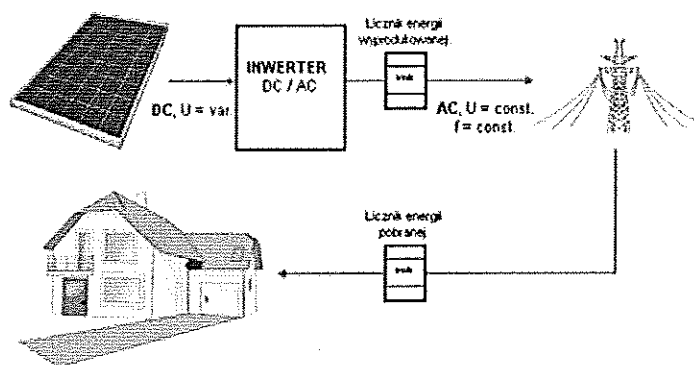 Licznik energii
wyprodukowanej
INWERTER
DC / AC
DC, U = var.
AC, U = const.
f = const.
Licznik energii
pobranej